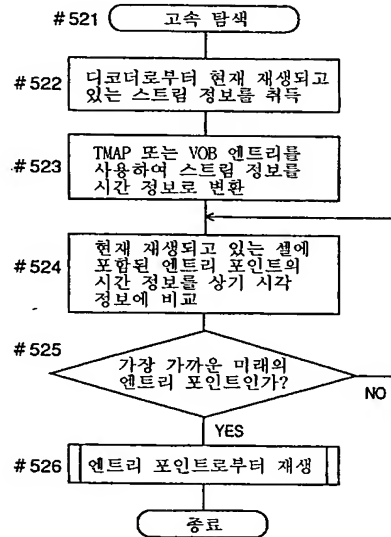 #521 고속 탐색
#522 디코더로부터 현재 재생되고
있는 스트림 정보를 취득
#523 TMAP 또는 VOB 엔트리를
사용하여 스트림 정보를
시간 정보로 변환
#524 현재 재생되고 있는 셀에
포함된 엔트리 포인트의
시간 정보를 상기 시각
정보에 비교
#525 가장 가까운 미래의
엔트리 포인트인가?
NO
YES
#526 엔트리 포인트로부터 재생
종료